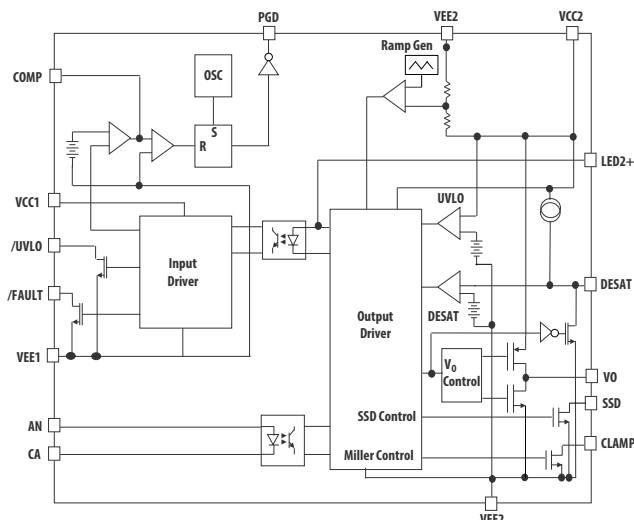 PGD
VEE2
VCC2
Ramp Gen
COMP
OSC
S
R
LED2+
VCC1
UVLO
/UVLO
Input
Driver
/FAULT
DESAT
DESAT
Output
Driver
VEE1
VO
Control
VO
SSD
AN
SSD Control
CLAMP
CA
Miller Control
VEE2